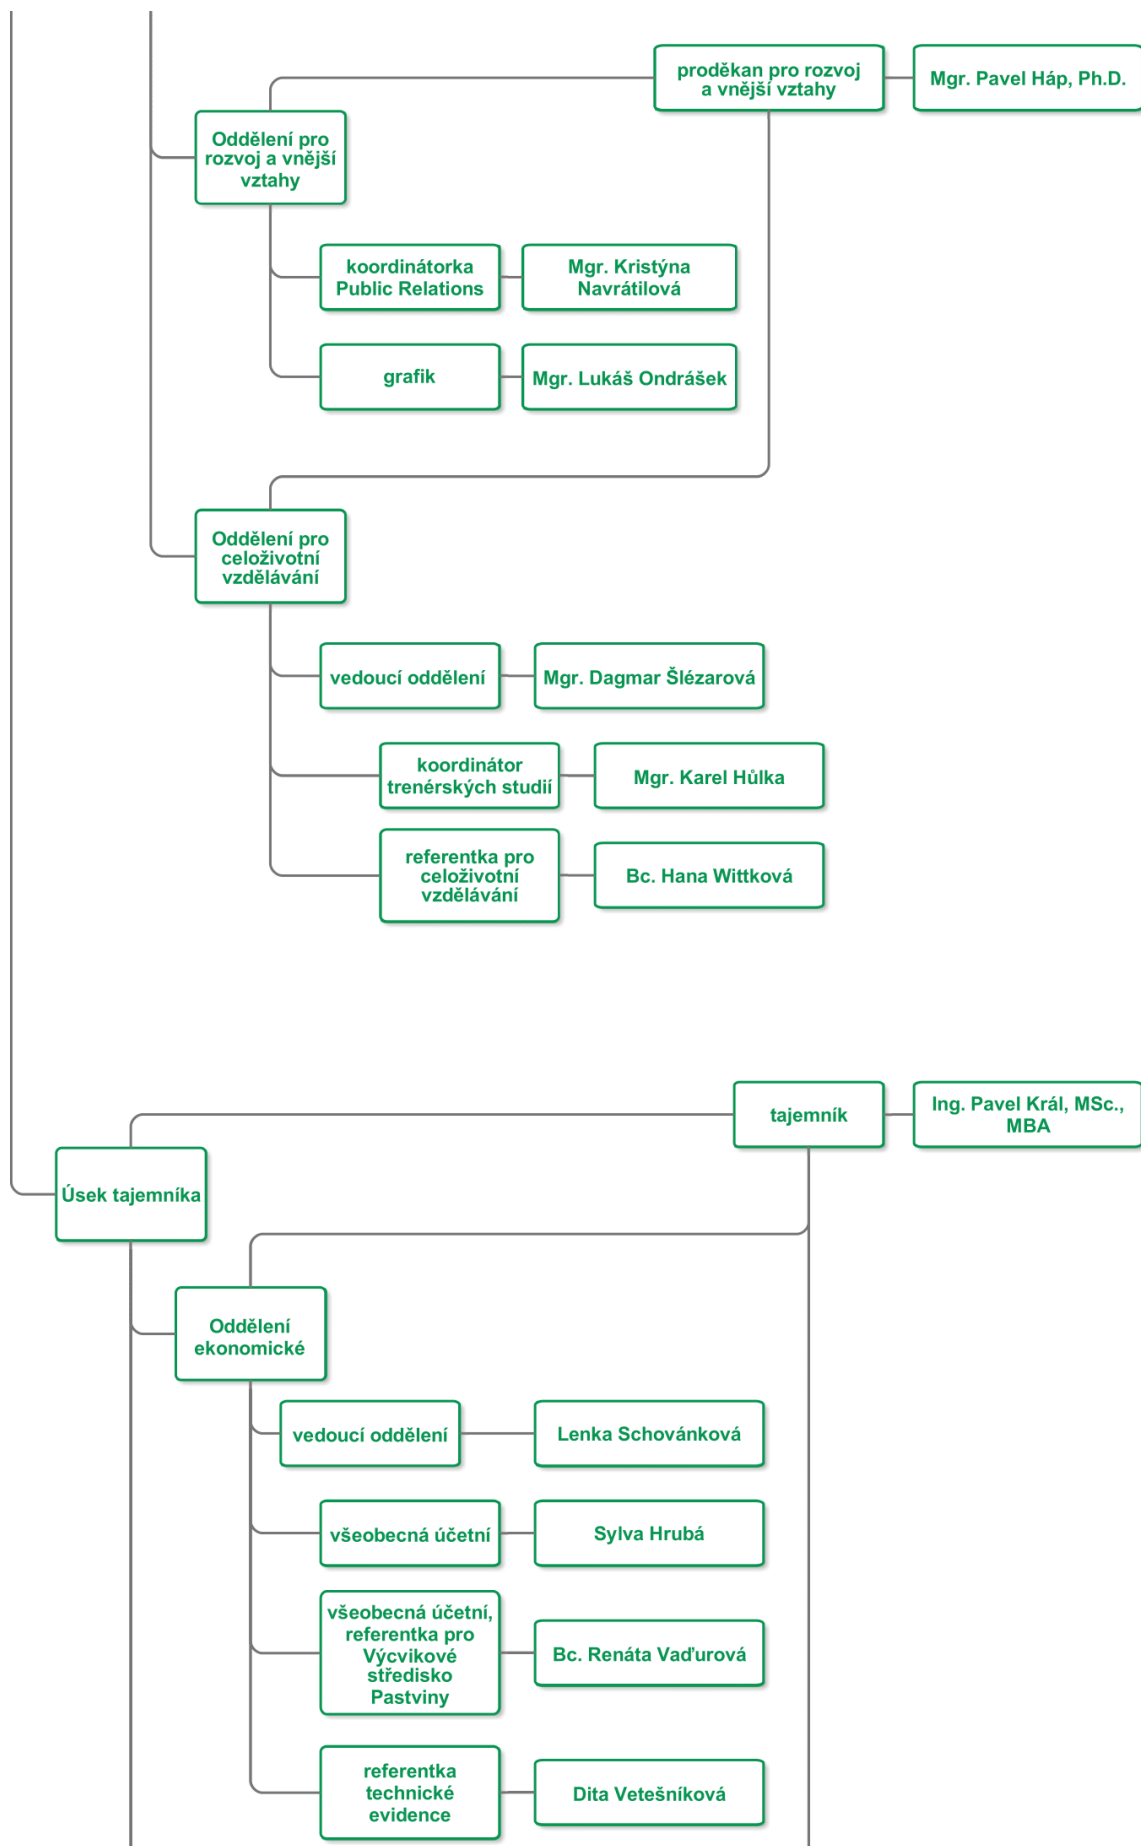 proděkan pro rozvoj
a vnější vztahy
Mgr. Pavel Háp, Ph.D.
Oddělení pro
rozvoj a vnější
vztahy
koordinátorka
Public Relations
Mgr. Kristýna
Navrátilová
grafik
Mgr. Lukáš Ondrášek
Oddělení pro
celoživotní
vzdělávání
vedoucí oddělení
Mgr. Dagmar Šlézarová
koordinátor
trenérských studií
Mgr. Karel Hůlka
referentka pro
celoživotní
vzdělávání
Bc. Hana Wittková
tajemník
Ing. Pavel Král, MSc.,
MBA
Úsek tajemníka
Oddělení
ekonomické
vedoucí oddělení
Lenka Schovánková
všeobecná účetní
Sylva Hrubá
všeobecná účetní,
referentka pro
Výcvikové
středisko
Pastviny
Bc. Renáta Vaďurová
referentka
technické
evidence
Dita Vetešníková